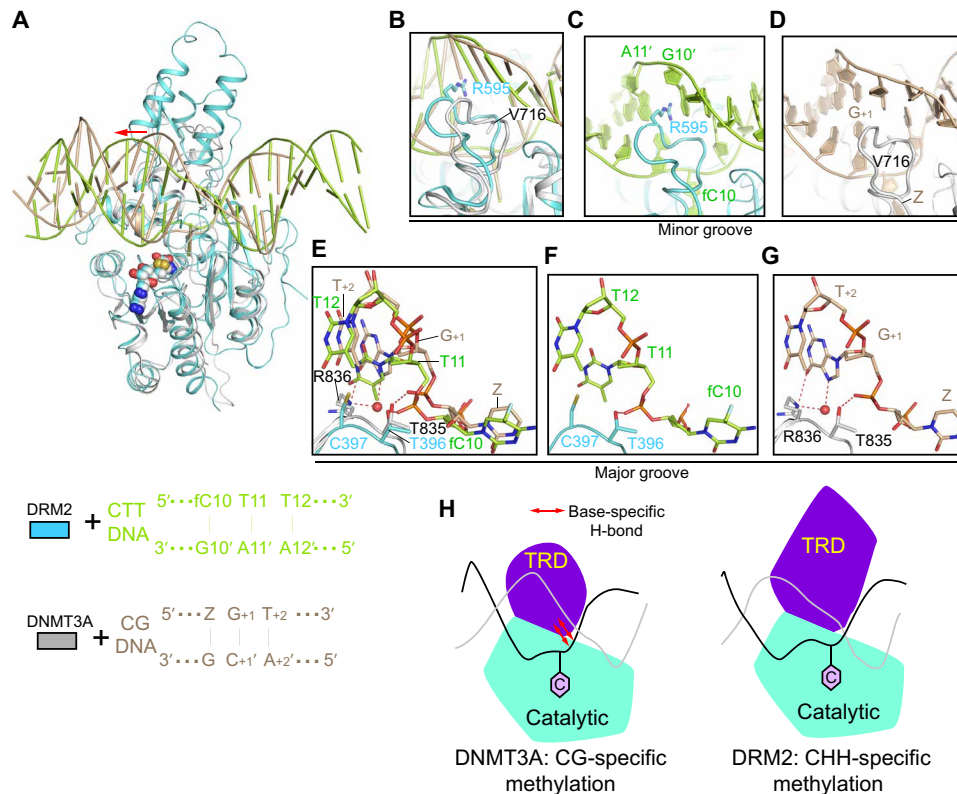 A
B
R595
V716
C
A11′ G10′
R595
fC10
D
G+1
V716
Z
Minor groove
E
T+2
T12
G+1
T11
R836
Z
T835
C397
T396 fC10
F
T12
T11
fC10
C397
T396
G
T+2
G+1
Z
R836
T835
Major groove
DRM2
+
CTT
DNA
5′···fC10 T11 T12···3′
3′···G10′ A11′ A12′···5′
DNMT3A
+
CG
DNA
5′···Z G+1 T+2 ···3′
3′···G C+1′ A+2′···5′
H
Base-specific
H-bond
TRD
C
Catalytic
DNMT3A: CG-specific
methylation
TRD
C
Catalytic
DRM2: CHH-specific
methylation